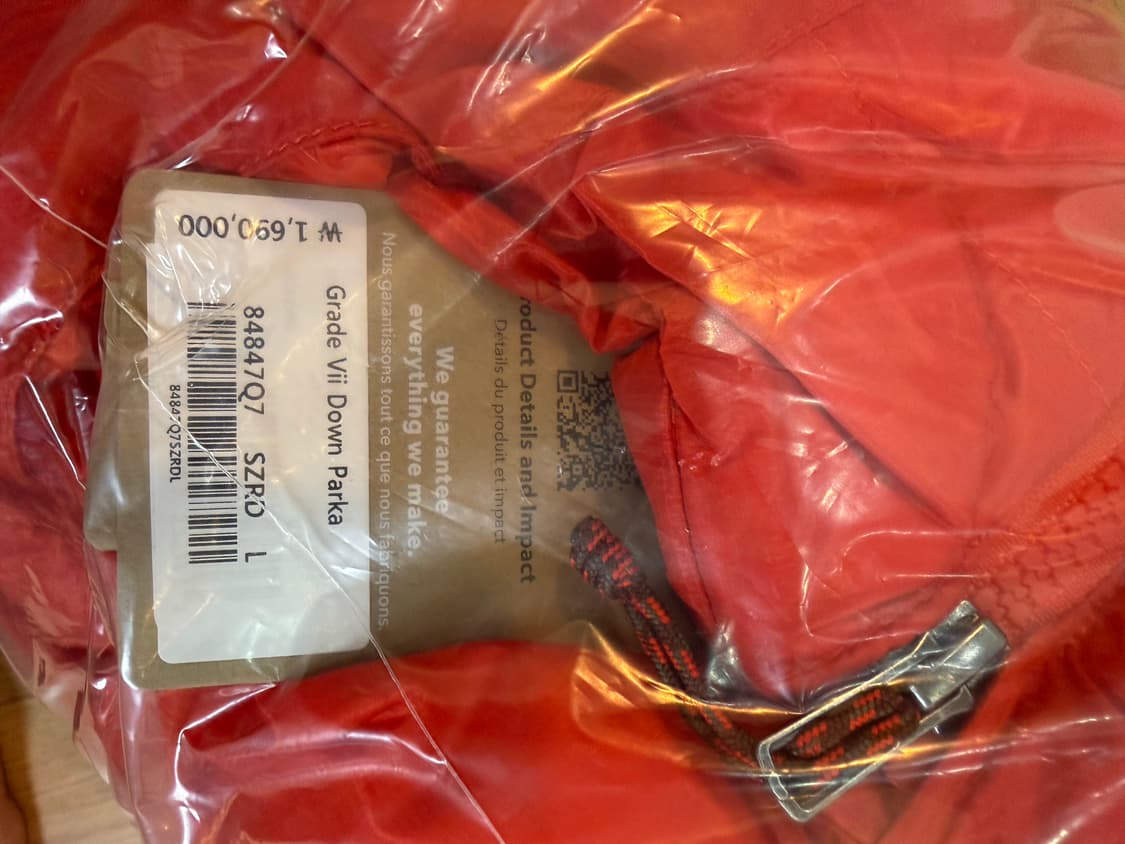 ₩ 1,690,000
Grade Vii Down Parka
84847Q7 SZRD L
84847Q7SZRDL
We guarantee
everything we make.
Nous garantissons tout ce que nous fabriquons.
roduct Details and Impact
Détails du produit et impact